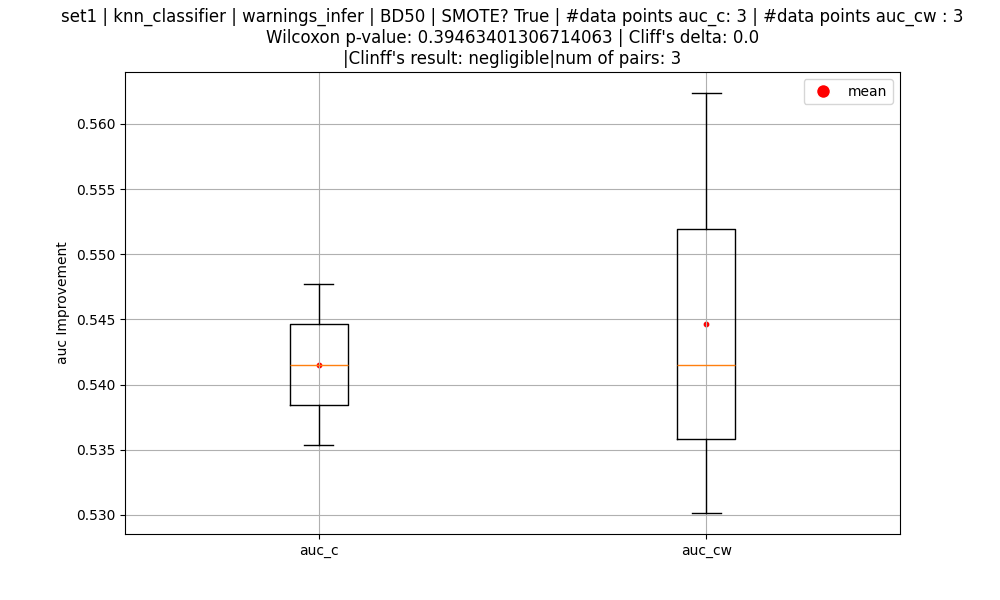 set1 | knn_classifier | warnings_infer | BD50 | SMOTE? True | #data points auc_c: 3 | #data points auc_cw : 3
Wilcoxon p-value: 0.39463401306714063 | Cliff's delta: 0.0
|Clinff's result: negligible|num of pairs: 3
mean
0.560
0.555
0.550
0.545
0.540
0.535
0.530
auc Improvement
auc_c
auc_cw